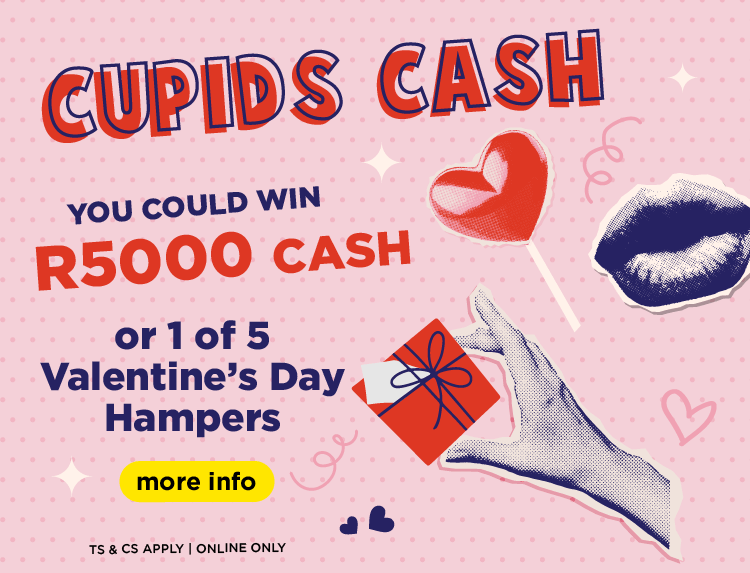 CUPIDS CASH
YOU COULD WIN
R5000 CASH
or 1 of 5
Valentine's Day
Hampers
more info
TS & CS APPLY | ONLINE ONLY